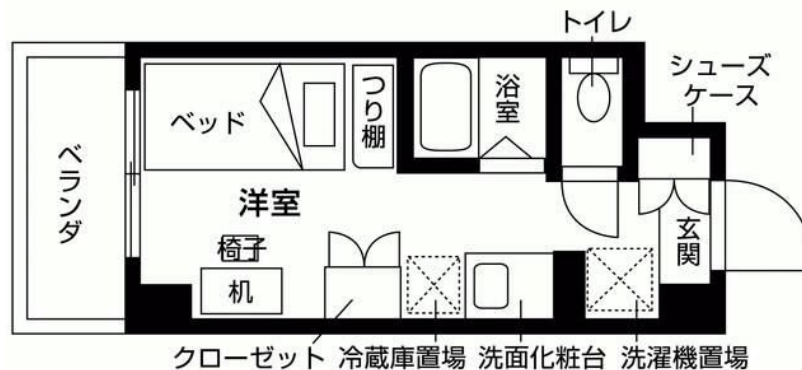 トイレ
シューズ
ケース
浴室
つり棚
ベッド
ベランダ
洋室
椅子
机
玄関
クローゼット
冷蔵庫置場
洗面化粧台
洗濯機置場